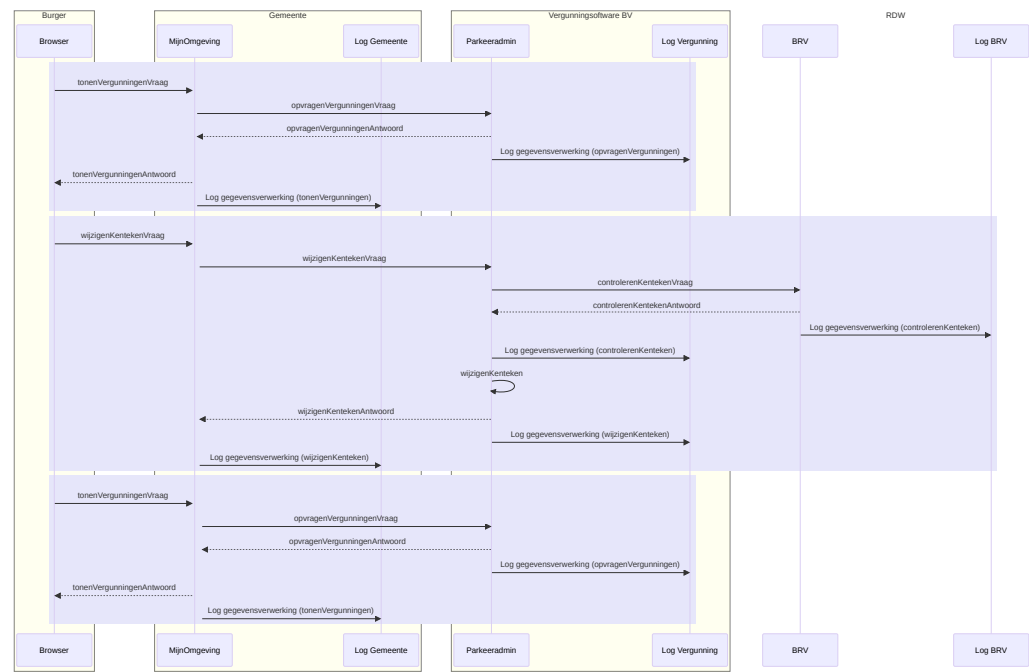 Burger
Gemeente
Vergunningsoftware BV
RDW
Browser
MijnOmgeving
Log Gemeente
Parkeeradmin
Log Vergunning
BRV
Log BRV
tonenVergunningenVraag
opvragenVergunningenVraag
opvragenVergunningenAntwoord
Log gegevensverwerking (opvragenVergunningen)
tonenVergunningenAntwoord
Log gegevensverwerking (tonenVergunningen)
wijzigenKentekenVraag
wijzigenKentekenVraag
controlerenKentekenVraag
controlerenKentekenAntwoord
Log gegevensverwerking (controlerenKenteken)
Log gegevensverwerking (controlerenKenteken)
wijzigenKenteken
wijzigenKentekenAntwoord
Log gegevensverwerking (wijzigenKenteken)
Log gegevensverwerking (wijzigenKenteken)
tonenVergunningenVraag
opvragenVergunningenVraag
opvragenVergunningenAntwoord
Log gegevensverwerking (opvragenVergunningen)
tonenVergunningenAntwoord
Log gegevensverwerking (tonenVergunningen)
Browser
MijnOmgeving
Log Gemeente
Parkeeradmin
Log Vergunning
BRV
Log BRV